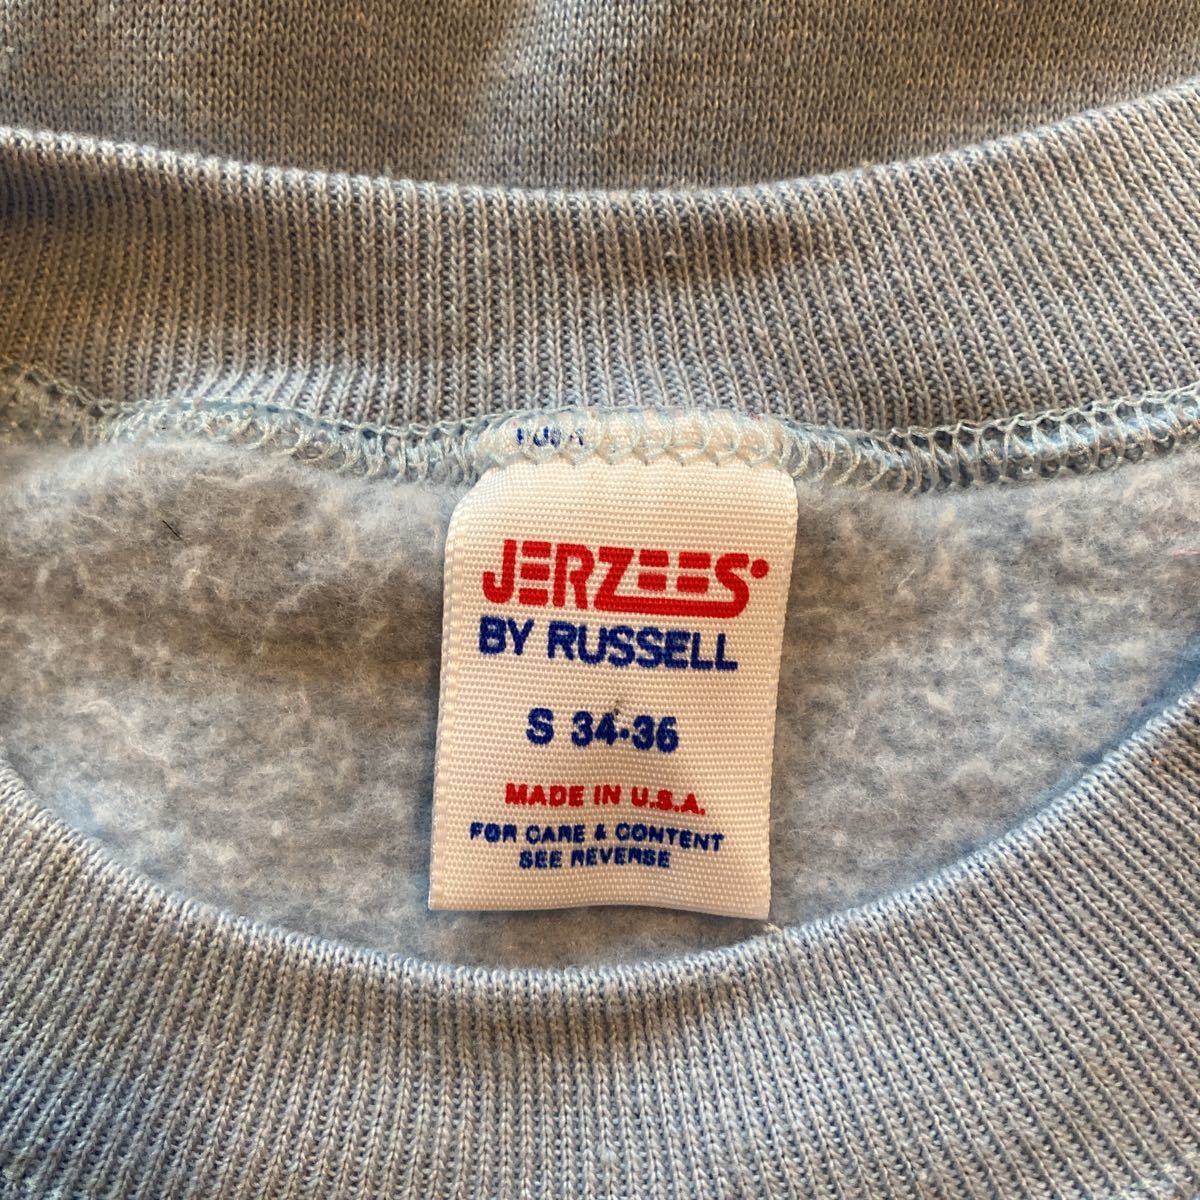 JERZEES
BY RUSSELL
S 34-36
MADE IN U.S.A.
FOR CARE & CONTENT
SEE REVERSE